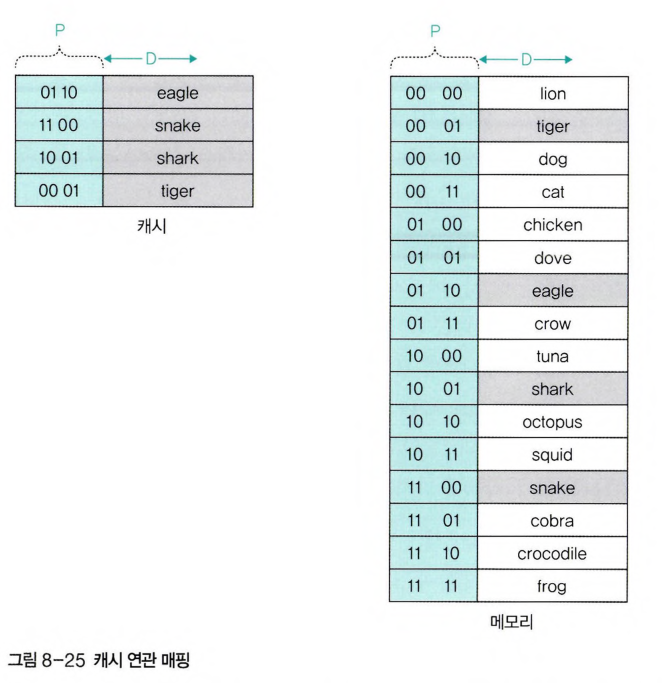 P
D
01 10 eagle
11 00 snake
10 01 shark
00 01 tiger
캐시
P
D
00 00 lion
00 01 tiger
00 10 dog
00 11 cat
01 00 chicken
01 01 dove
01 10 eagle
01 11 crow
10 00 tuna
10 01 shark
10 10 octopus
10 11 squid
11 00 snake
11 01 cobra
11 10 crocodile
11 11 frog
메모리
그림 8-25 캐시 연관 매핑